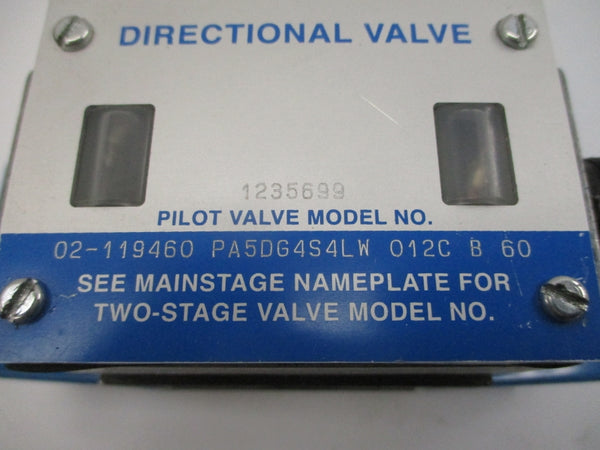 DIRECTIONAL VALVE
1235699
PILOT VALVE MODEL NO.
02-119460 PA5DG4S4LW 012C B 60
SEE MAINSTAGE NAMEPLATE FOR
TWO-STAGE VALVE MODEL NO.